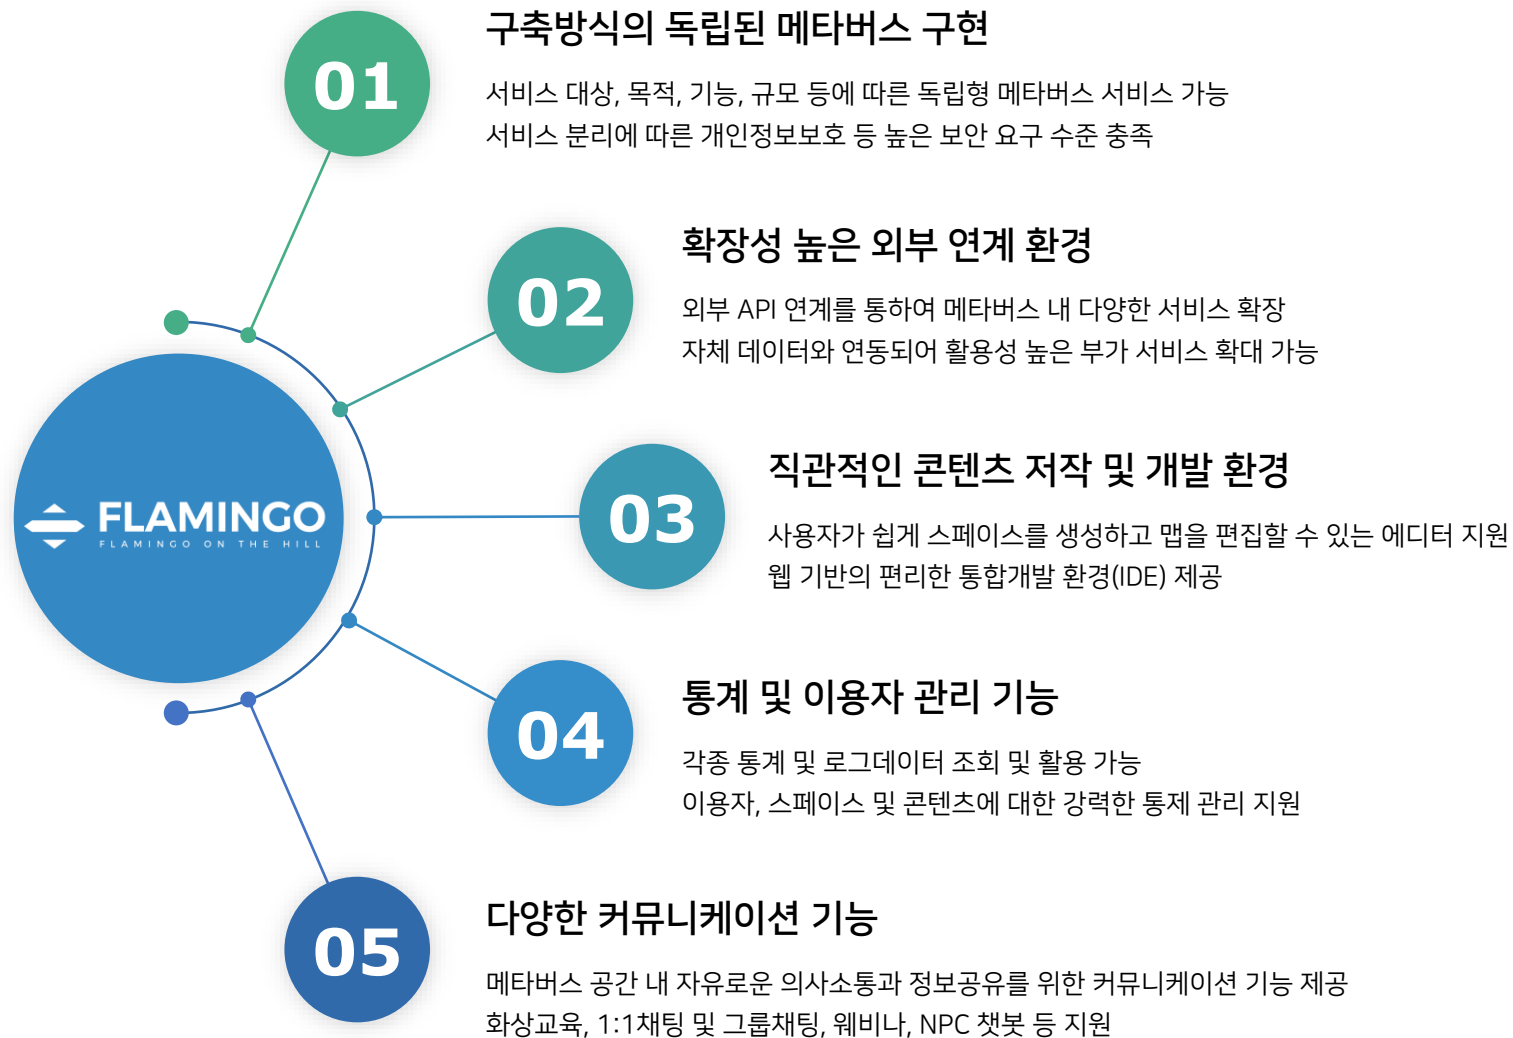 01
구축방식의 독립된 메타버스 구현
서비스 대상, 목적, 기능, 규모 등에 따른 독립형 메타버스 서비스 가능
서비스 분리에 따른 개인정보보호 등 높은 보안 요구 수준 충족
02
확장성 높은 외부 연계 환경
외부 API 연계를 통하여 메타버스 내 다양한 서비스 확장
자체 데이터와 연동되어 활용성 높은 부가 서비스 확대 가능
FLAMINGO
FLAMINGO ON THE HILL
03
직관적인 콘텐츠 저작 및 개발 환경
사용자가 쉽게 스페이스를 생성하고 맵을 편집할 수 있는 에디터 지원
웹 기반의 편리한 통합개발 환경(IDE) 제공
04
통계 및 이용자 관리 기능
각종 통계 및 로그데이터 조회 및 활용 가능
이용자, 스페이스 및 콘텐츠에 대한 강력한 통제 관리 지원
05
다양한 커뮤니케이션 기능
메타버스 공간 내 자유로운 의사소통과 정보공유를 위한 커뮤니케이션 기능 제공
화상교육, 1:1채팅 및 그룹채팅, 웨비나, NPC 챗봇 등 지원